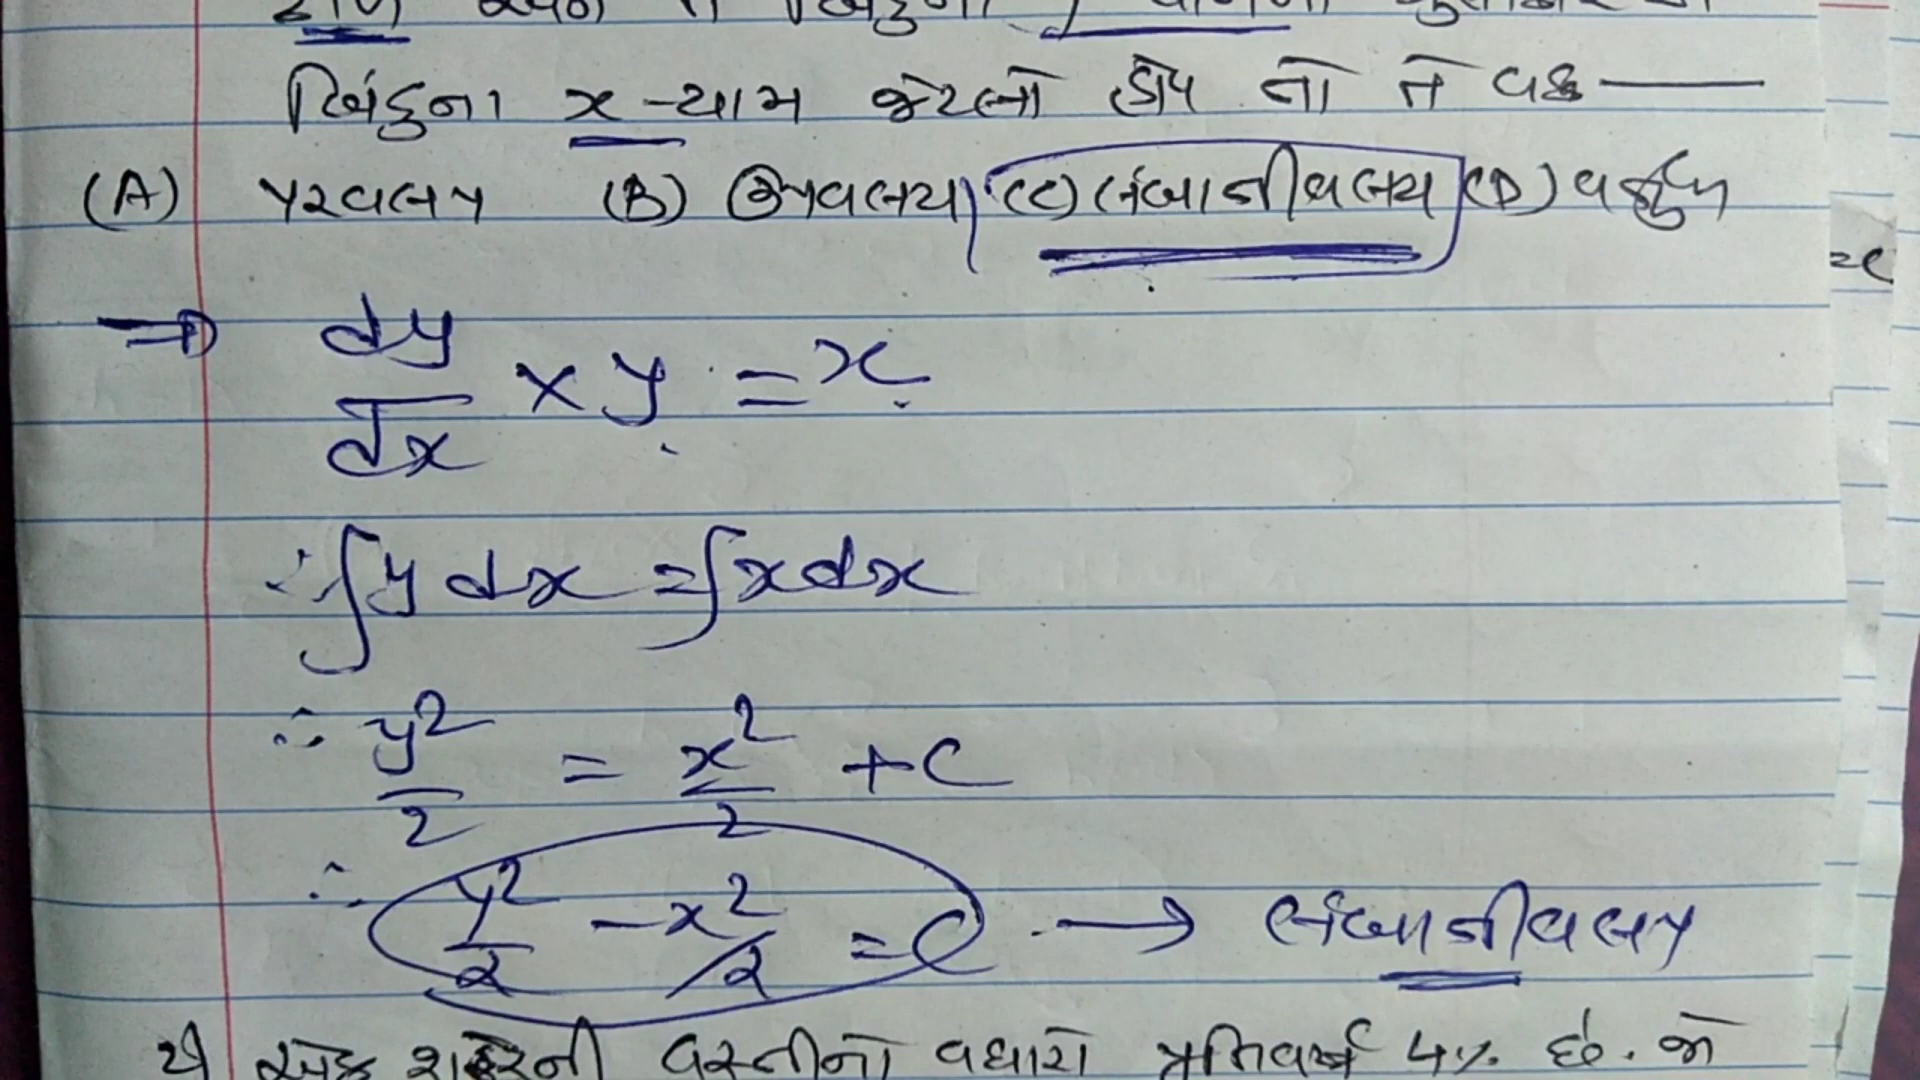 બિંદુના x-યામ જેટલો હોય તો તે વક્ર ———
(A) પરવલય (B) ઉપવલય (C) લંબાતીવલય (D) વર્તુળ
⇒ dy/dx × y = x
∴ ∫y dx = ∫x dx
∴ y²/2 = x²/2 + C
∴ y²/2 - x²/2 = C → લંબાતીવલય
એક શહેરની વસ્તીનો વધારો પ્રતિવર્ષ 4% છે. જો
=C